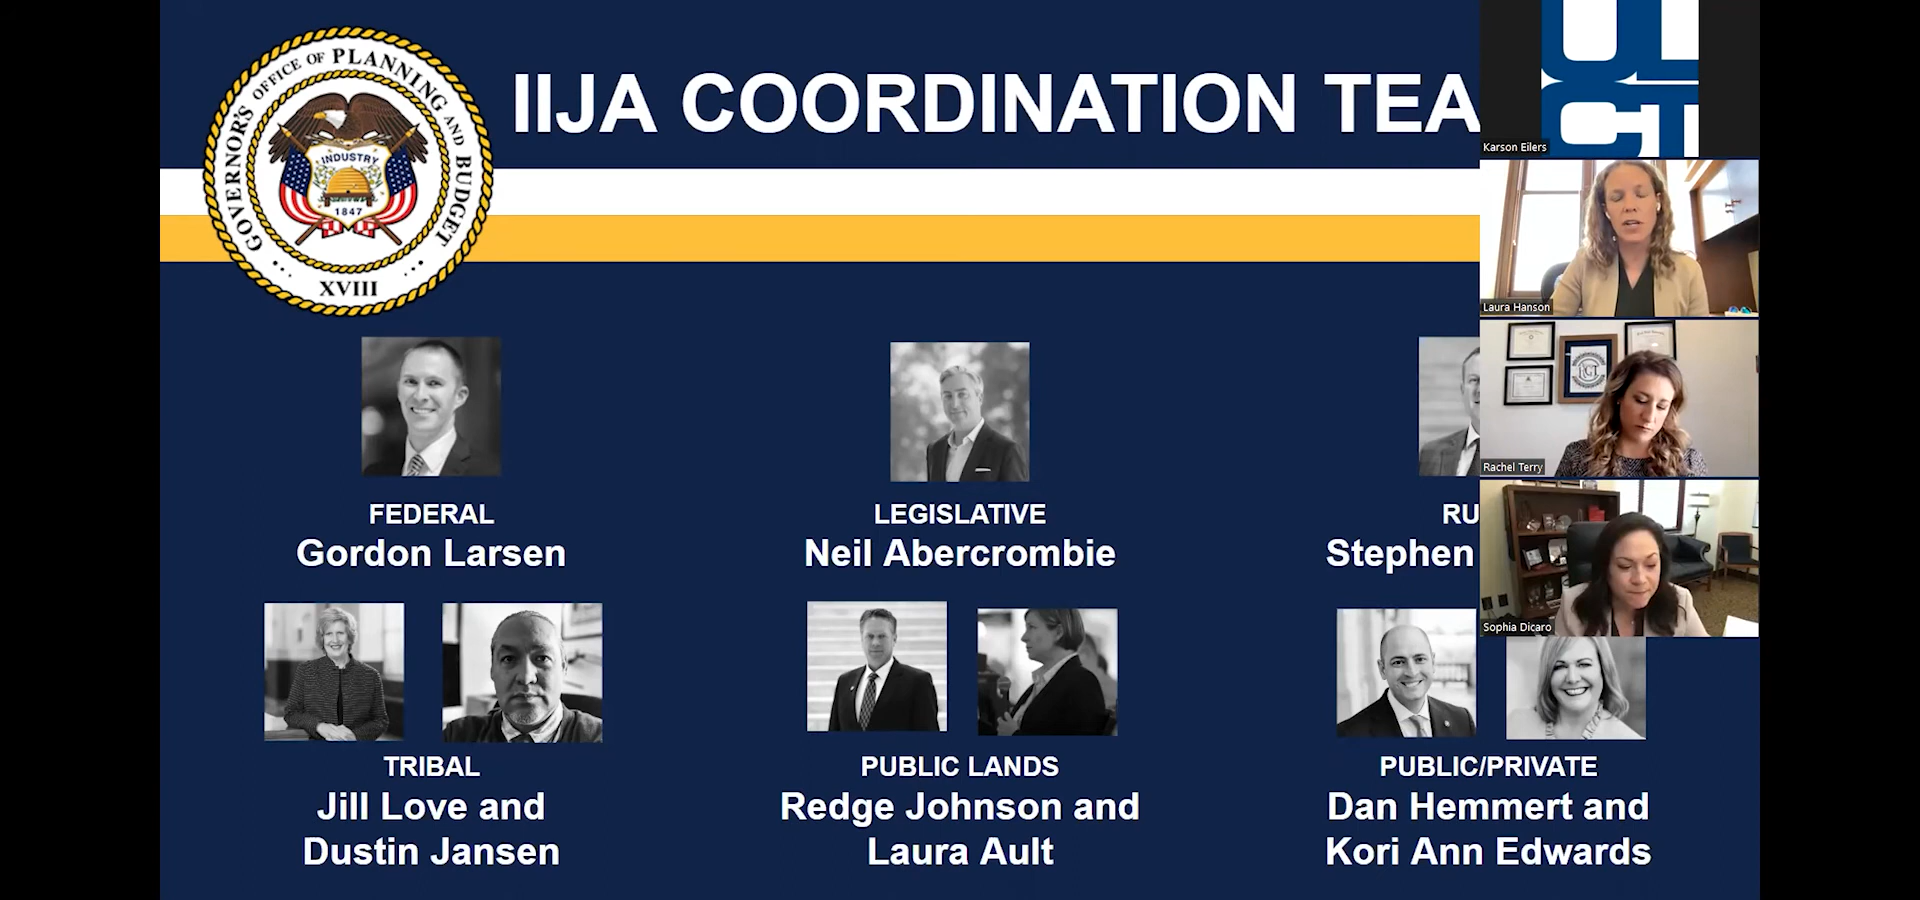 GOVERNOR'S OFFICE OF PLANNING AND BUDGET
INDUSTRY
1847
XVIII
IIJA COORDINATION TEA
Karson Eilers
Laura Hanson
Rachel Terry
Sophia Dicaro
FEDERAL
Gordon Larsen
LEGISLATIVE
Neil Abercrombie
RU
Stephen
TRIBAL
Jill Love and
Dustin Jansen
PUBLIC LANDS
Redge Johnson and
Laura Ault
PUBLIC/PRIVATE
Dan Hemmert and
Kori Ann Edwards